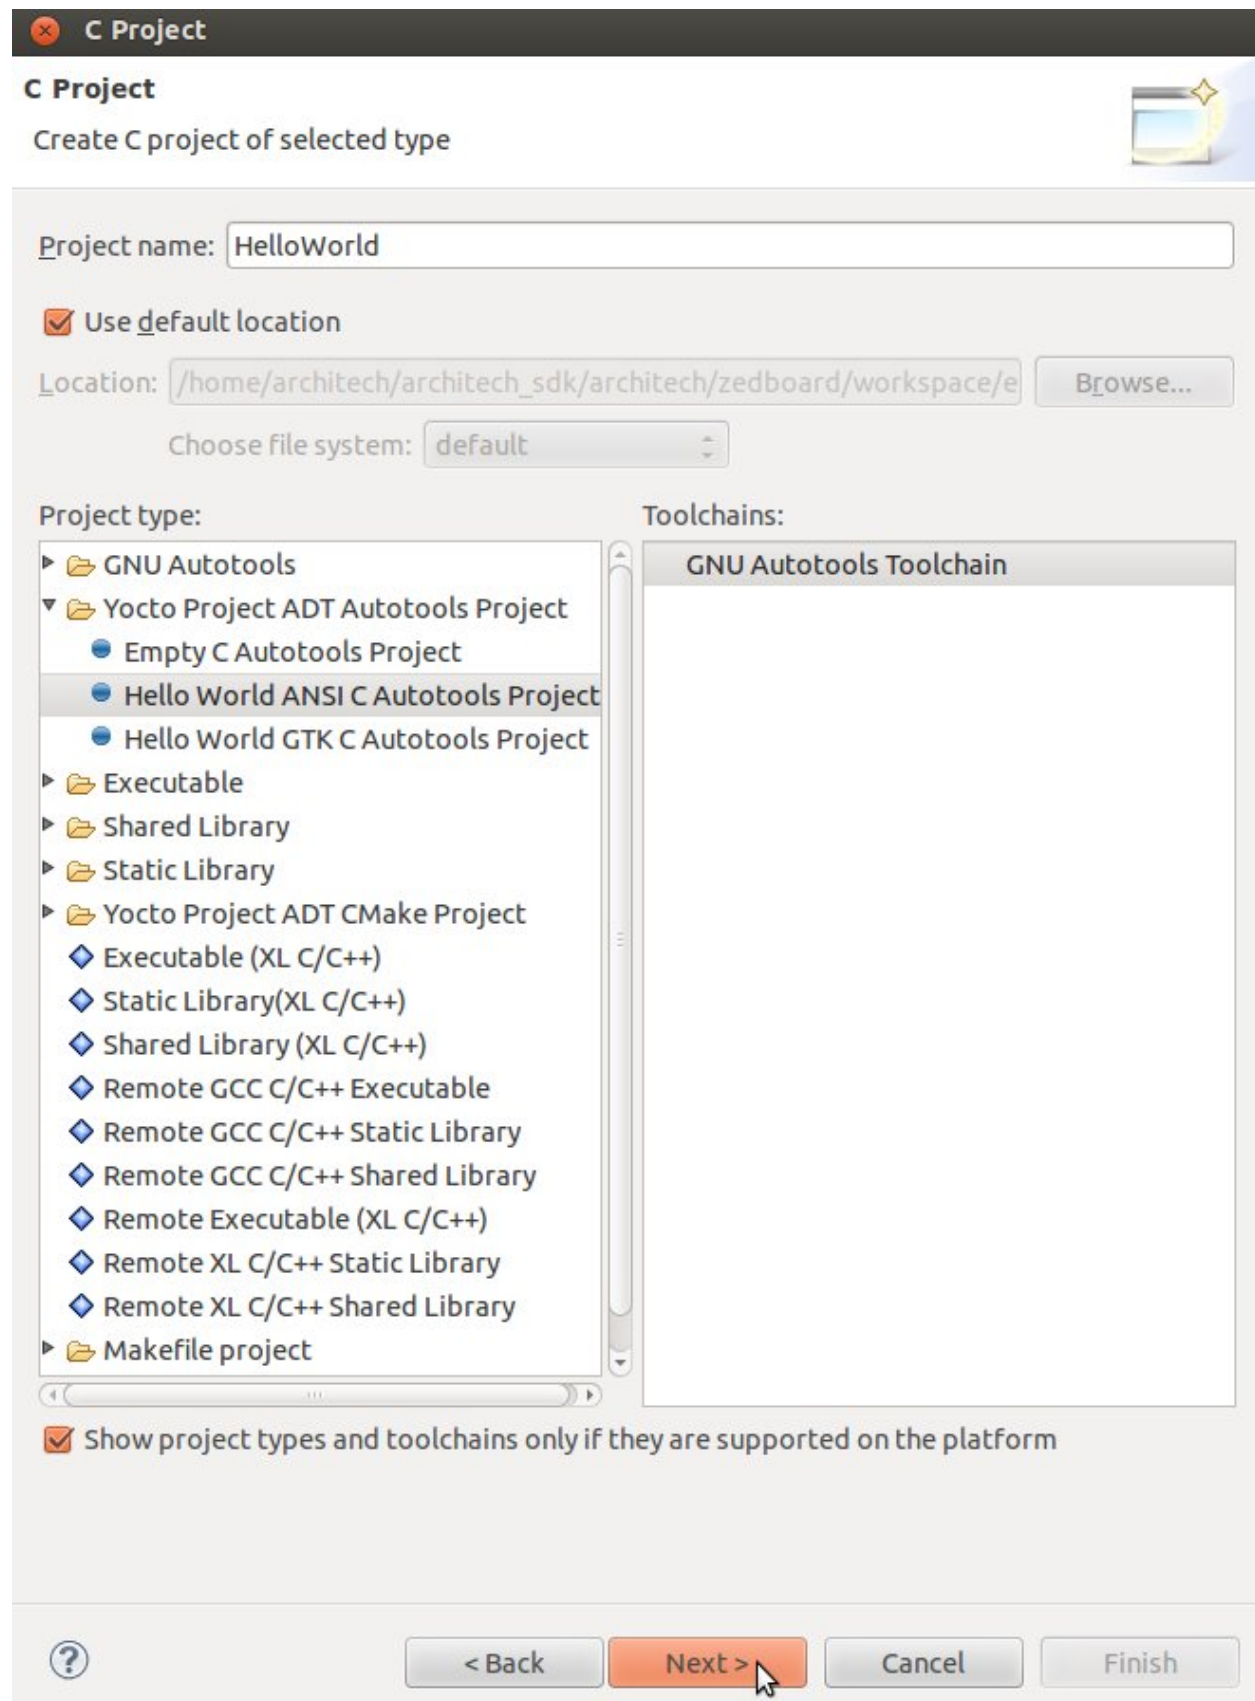 C Project
C Project
Create C project of selected type
Project name: HelloWorld
Use default location
Location: /home/architech/architech_sdk/architech/zedboard/workspace/e Browse...
Choose file system: default
Project type: Toolchains:
GNU Autotools GNU Autotools Toolchain
Yocto Project ADT Autotools Project
Empty C Autotools Project
Hello World ANSI C Autotools Project
Hello World GTK C Autotools Project
Executable
Shared Library
Static Library
Yocto Project ADT CMake Project
Executable (XL C/C++)
Static Library(XL C/C++)
Shared Library (XL C/C++)
Remote GCC C/C++ Executable
Remote GCC C/C++ Static Library
Remote GCC C/C++ Shared Library
Remote Executable (XL C/C++)
Remote XL C/C++ Static Library
Remote XL C/C++ Shared Library
Makefile project
Show project types and toolchains only if they are supported on the platform
? < Back Next > Cancel Finish